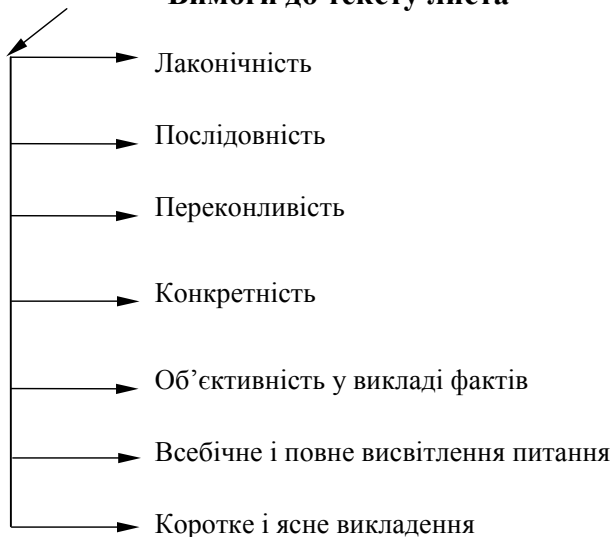 Вимоги до тексту листа
Лаконічність
Послідовність
Переконливість
Конкретність
Об’єктивність у викладі фактів
Всебічне і повне висвітлення питання
Коротке і ясне викладення